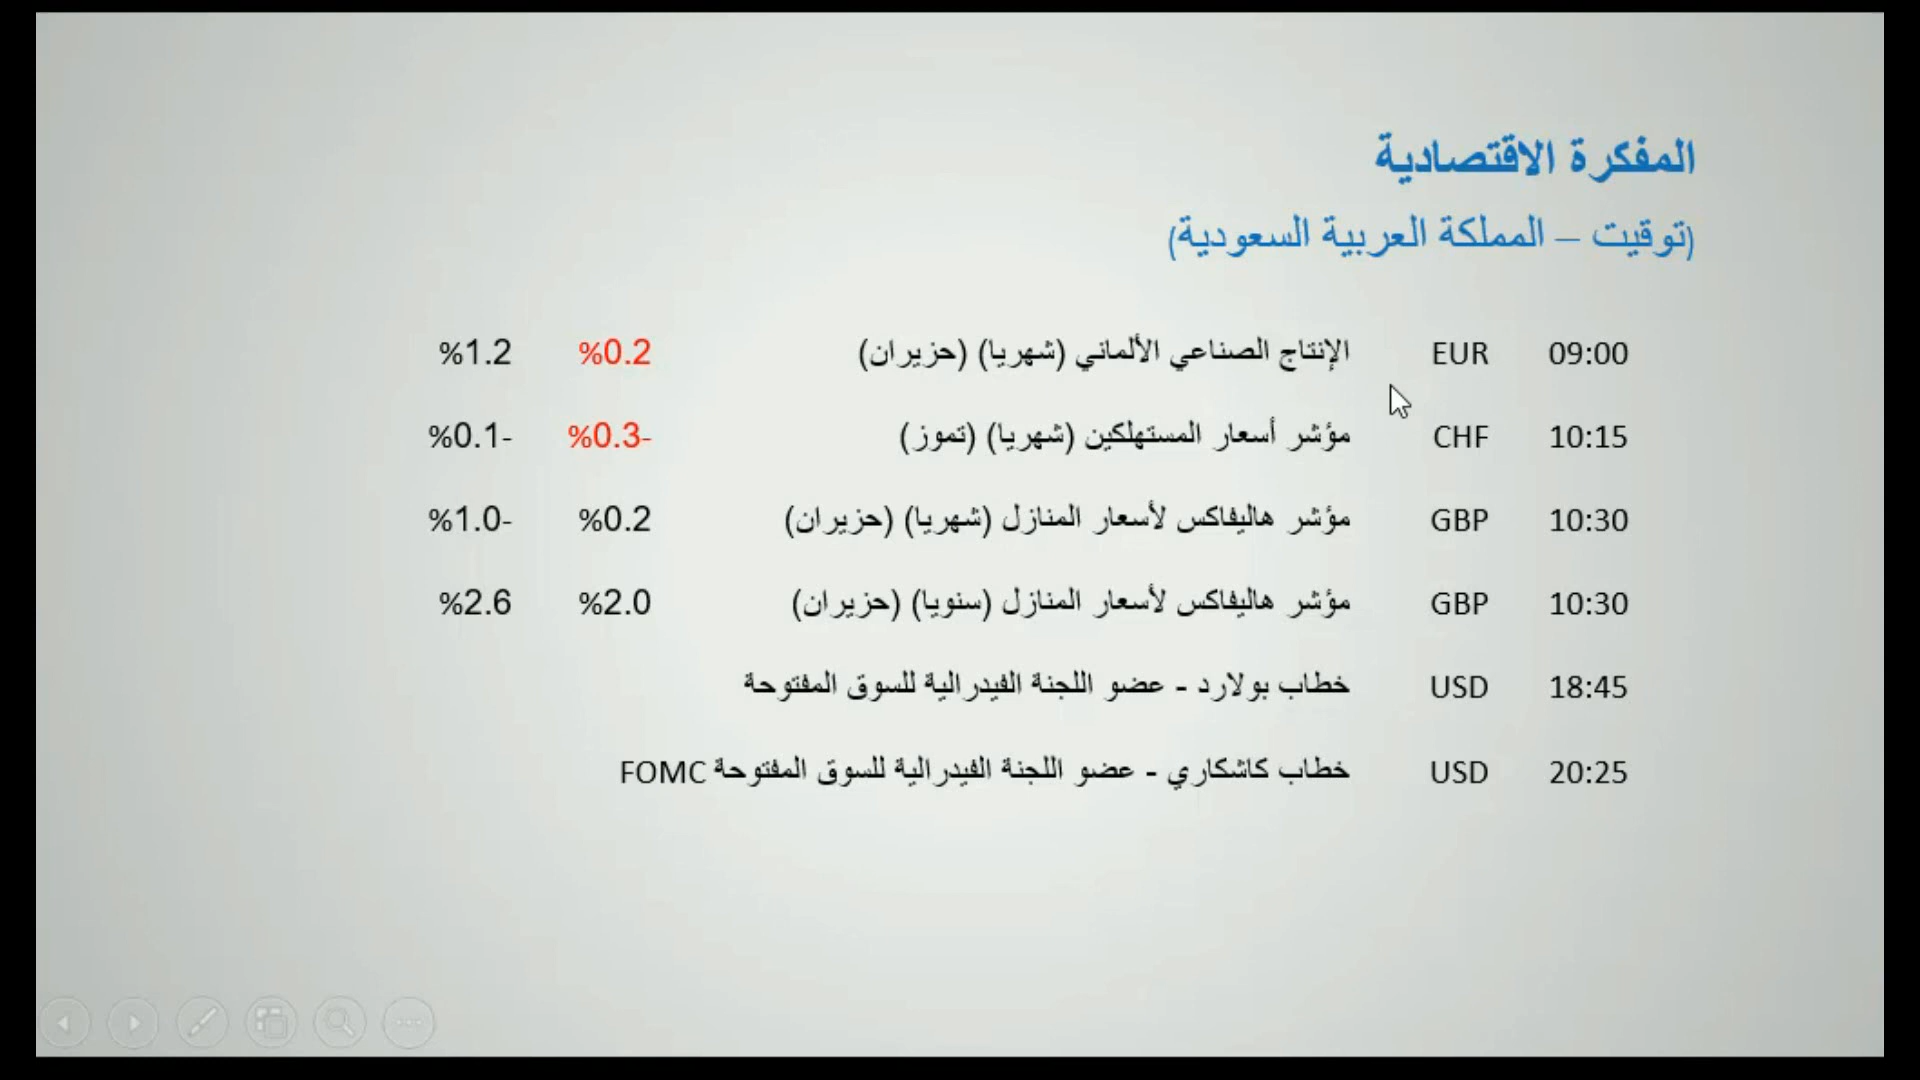 المفكرة الاقتصادية
(توقيت – المملكة العربية السعودية)
09:00 EUR الإنتاج الصناعي الألماني (شهريا) (حزيران) %0.2 %1.2
10:15 CHF مؤشر أسعار المستهلكين (شهريا) (تموز) %0.3- %0.1-
10:30 GBP مؤشر هاليفاكس لأسعار المنازل (شهريا) (حزيران) %0.2 %1.0-
10:30 GBP مؤشر هاليفاكس لأسعار المنازل (سنويا) (حزيران) %2.0 %2.6
18:45 USD خطاب بولارد - عضو اللجنة الفيدرالية للسوق المفتوحة
20:25 USD خطاب كاشكاري - عضو اللجنة الفيدرالية للسوق المفتوحة FOMC